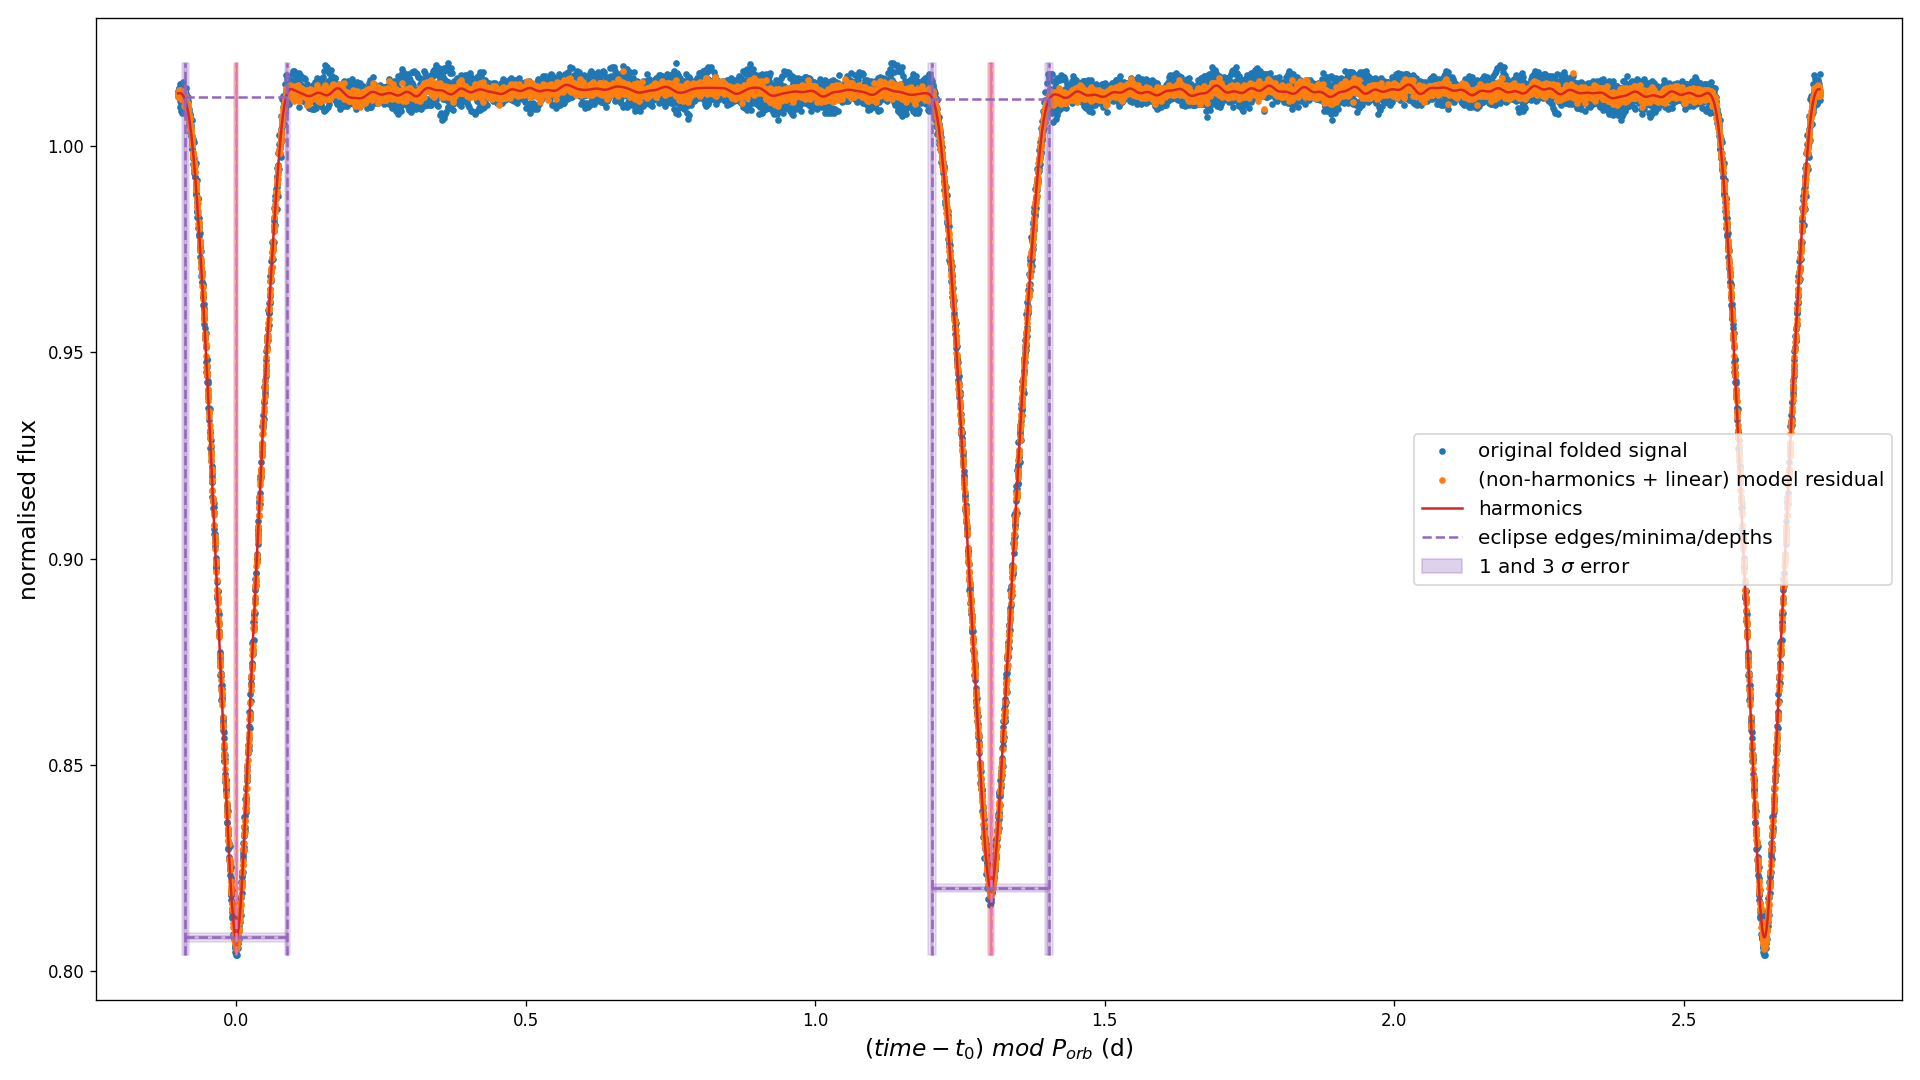 normalised flux
1.00
0.95
0.90
0.85
0.80
0.0
0.5
1.0
1.5
2.0
2.5
(time − t₀) mod Pₒᵣb (d)
original folded signal
(non-harmonics + linear) model residual
harmonics
eclipse edges/minima/depths
1 and 3 σ error